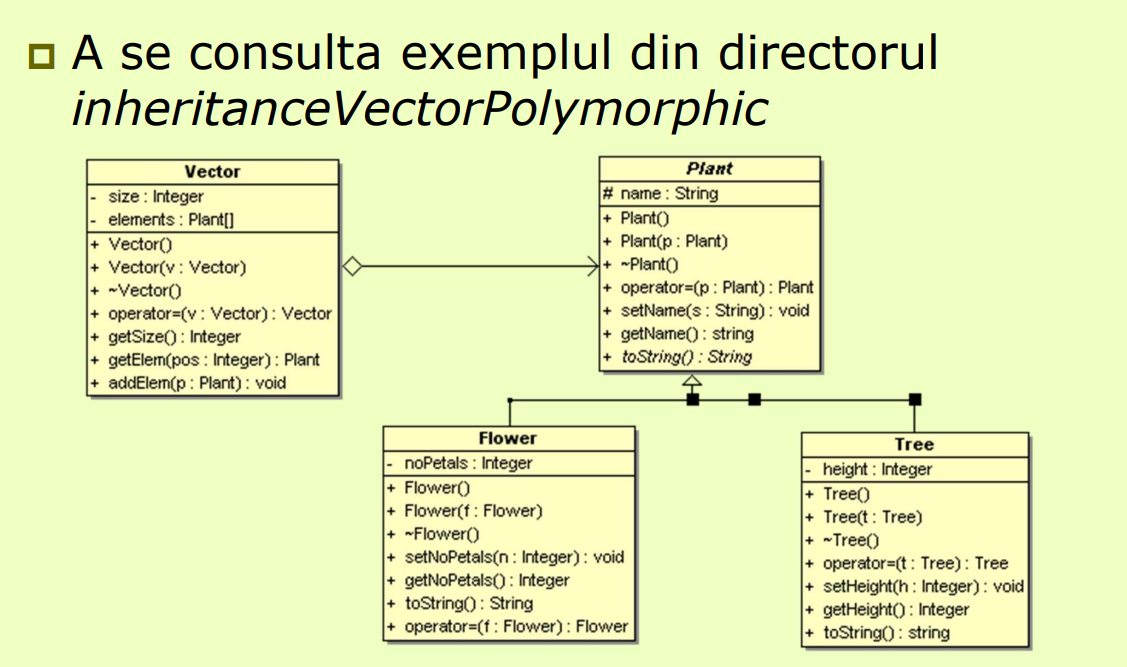 A se consulta exemplul din directorul
inheritanceVectorPolymorphic
Vector
- size : Integer
- elements : Plant[]
+ Vector()
+ Vector(v : Vector)
+ ~Vector()
+ operator=(v : Vector) : Vector
+ getSize() : Integer
+ getElem(pos : Integer) : Plant
+ addElem(p : Plant) : void
Plant
# name : String
+ Plant()
+ Plant(p : Plant)
+ ~Plant()
+ operator=(p : Plant) : Plant
+ setName(s : String) : void
+ getName() : string
+ toString() : String
Flower
- noPetals : Integer
+ Flower()
+ Flower(f : Flower)
+ ~Flower()
+ setNoPetals(n : Integer) : void
+ getNoPetals() : Integer
+ toString() : String
+ operator=(f : Flower) : Flower
Tree
- height : Integer
+ Tree()
+ Tree(t : Tree)
+ ~Tree()
+ operator=(t : Tree) : Tree
+ setHeight(h : Integer) : void
+ getHeight() : Integer
+ toString() : string